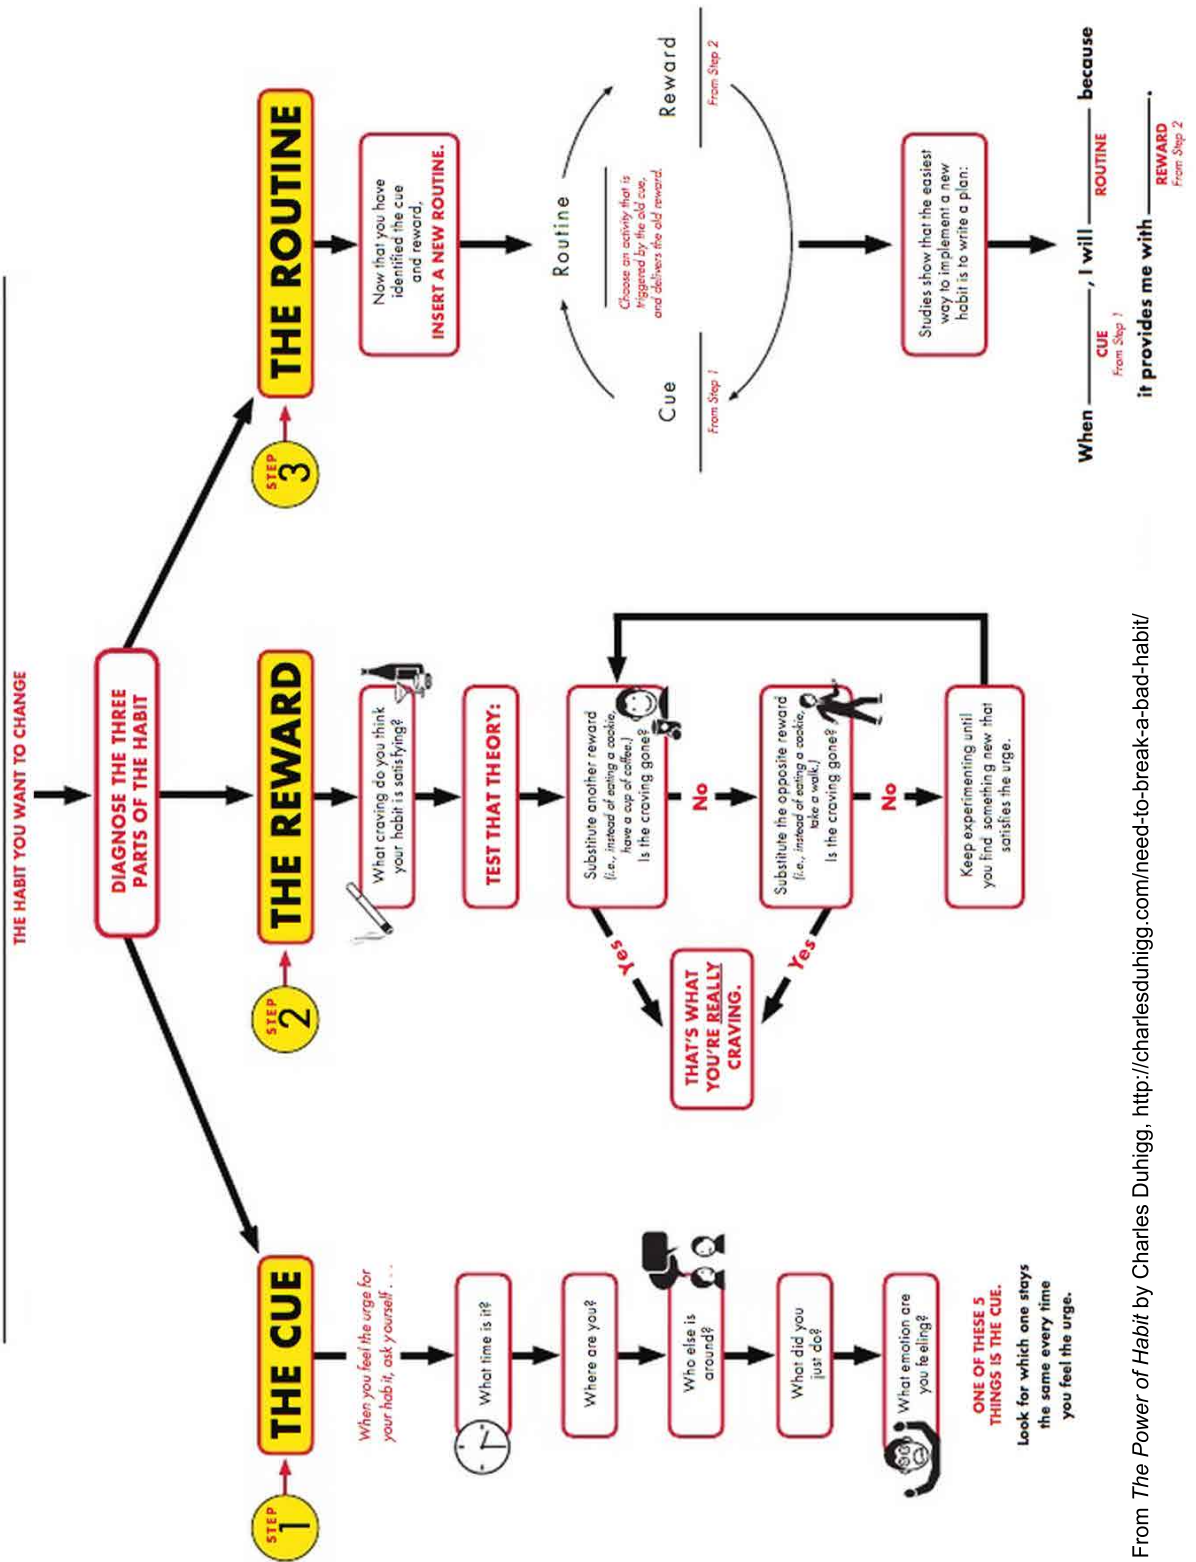 THE HABIT YOU WANT TO CHANGE
DIAGNOSE THE THREE
PARTS OF THE HABIT
STEP
1
THE CUE
When you feel the urge for
your habit, ask yourself . . .
What time is it?
Where are you?
Who else is
around?
What did you
just do?
What emotion are
you feeling?
ONE OF THESE 5
THINGS IS THE CUE.
Look for which one stays
the same every time
you feel the urge.
STEP
2
THE REWARD
What craving do you think
your habit is satisfying?
TEST THAT THEORY:
Substitute another reward
(i.e., instead of eating a cookie,
have a cup of coffee.)
Is the craving gone?
Yes
No
THAT'S WHAT
YOU'RE REALLY
CRAVING.
Substitute the opposite reward
(i.e., instead of eating a cookie,
take a walk.)
Is the craving gone?
Yes
No
Keep experimenting until
you find something new that
satisfies the urge.
STEP
3
THE ROUTINE
Now that you have
identified the cue
and reward,
INSERT A NEW ROUTINE.
Routine
Choose an activity that is
triggered by the old cue,
and delivers the old reward.
Cue
From Step 1
Reward
From Step 2
Studies show that the easiest
way to implement a new
habit is to write a plan:
When ____, I will ____ because
CUE
ROUTINE
From Step 1
it provides me with ____.
REWARD
From Step 2
From The Power of Habit by Charles Duhigg, http://charlesduhigg.com/need-to-break-a-bad-habit/